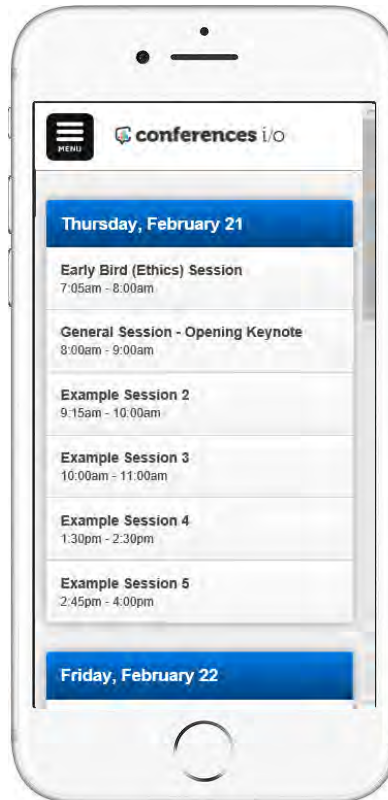 MENU
conferences i/o
Thursday, February 21
Early Bird (Ethics) Session
7:05am - 8:00am
General Session - Opening Keynote
8:00am - 9:00am
Example Session 2
9:15am - 10:00am
Example Session 3
10:00am - 11:00am
Example Session 4
1:30pm - 2:30pm
Example Session 5
2:45pm - 4:00pm
Friday, February 22